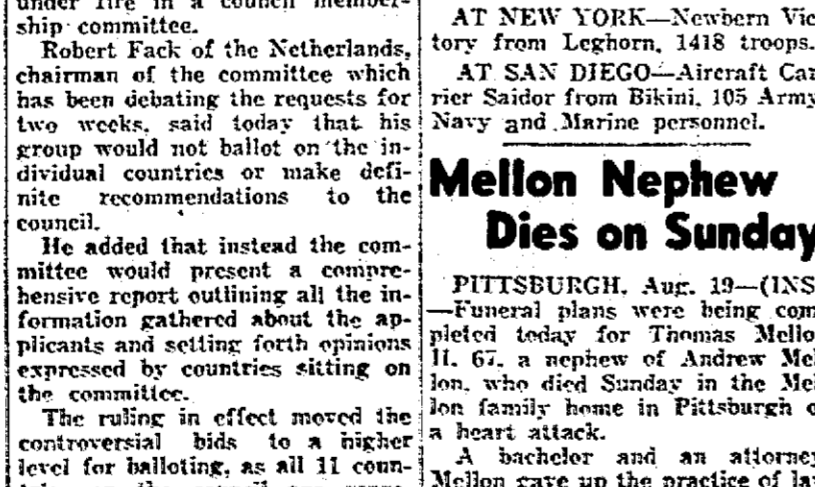 under fire in a council member-
ship committee.
Robert Fack of the Netherlands,
chairman of the committee which
has been debating the requests for
two weeks, said today that his
group would not ballot on the in-
dividual countries or make defi-
nite recommendations to the
council.
He added that instead the com-
mittee would present a compre-
hensive report outlining all the in-
formation gathered about the ap-
plicants and setting forth opinions
expressed by countries sitting on
the committee.
The ruling in effect moved the
controversial bids to a higher
level for balloting, as all 11 coun-
AT NEW YORK—Newbern Vic
tory from Leghorn, 1418 troops.
AT SAN DIEGO—Aircraft Car
rier Saidor from Bikini, 105 Army
Navy and Marine personnel.
Mellon Nephew
Dies on Sunday
PITTSBURGH, Aug. 19—(INS
—Funeral plans were being com
pleted today for Thomas Mello
II, 67, a nephew of Andrew Mel
lon, who died Sunday in the Mel
lon family home in Pittsburgh o
a heart attack.
A bachelor and an attorney
Mellon gave up the practice of law